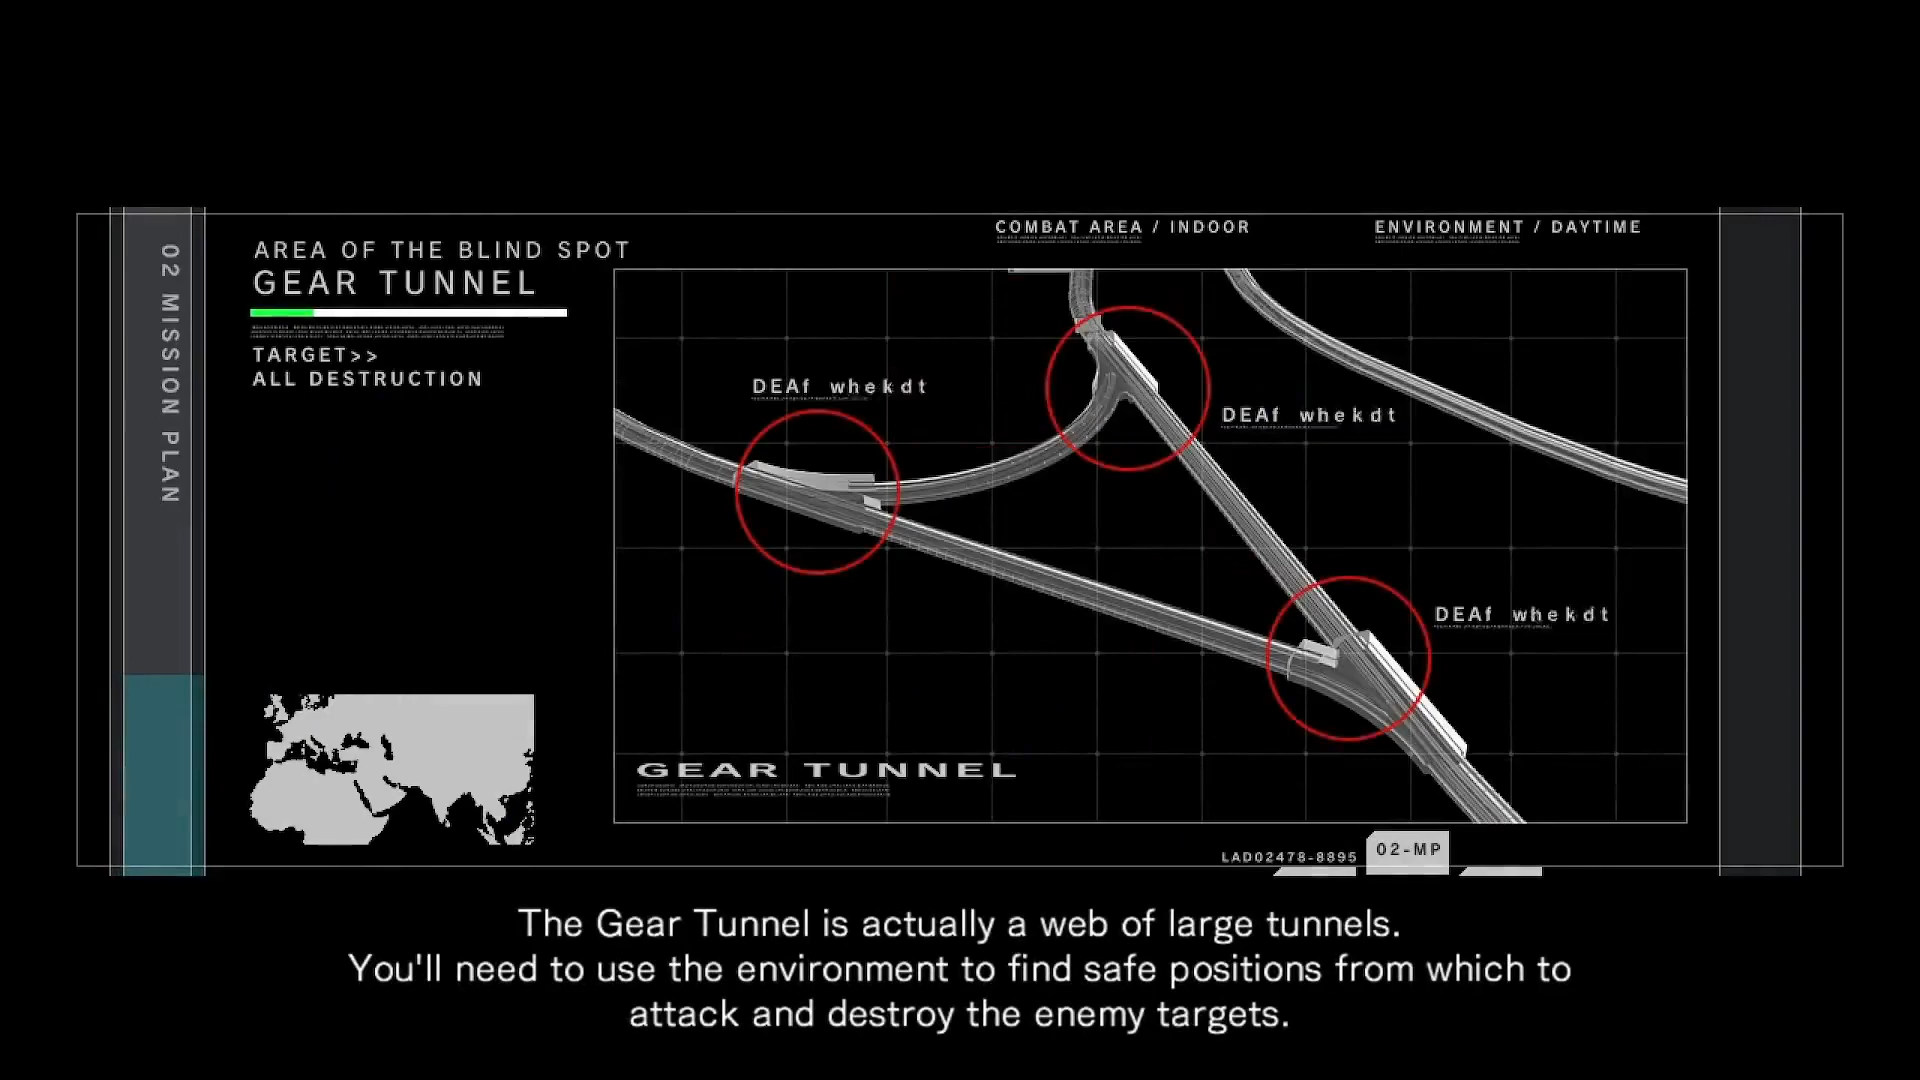 02 MISSION PLAN
AREA OF THE BLIND SPOT
GEAR TUNNEL
TARGET>>
ALL DESTRUCTION
COMBAT AREA / INDOOR
ENVIRONMENT / DAYTIME
DEAf whekdt
DEAf whekdt
DEAf whekdt
GEAR TUNNEL
LAD02478-8895
02-MP
The Gear Tunnel is actually a web of large tunnels.
You'll need to use the environment to find safe positions from which to
attack and destroy the enemy targets.